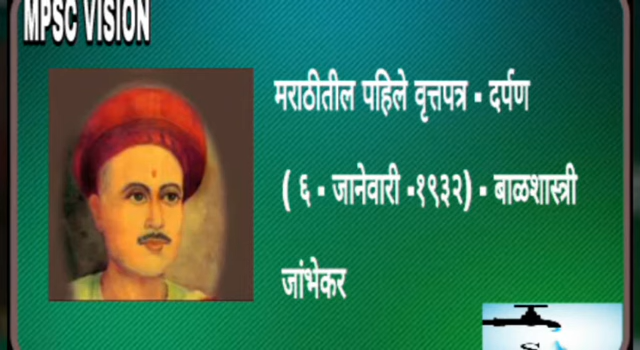 MPSC VISION
मराठीतील पहिले वृत्तपत्र - दर्पण
( ६ - जानेवारी -१९३२) - बाळशास्त्री
जांभेकर
S